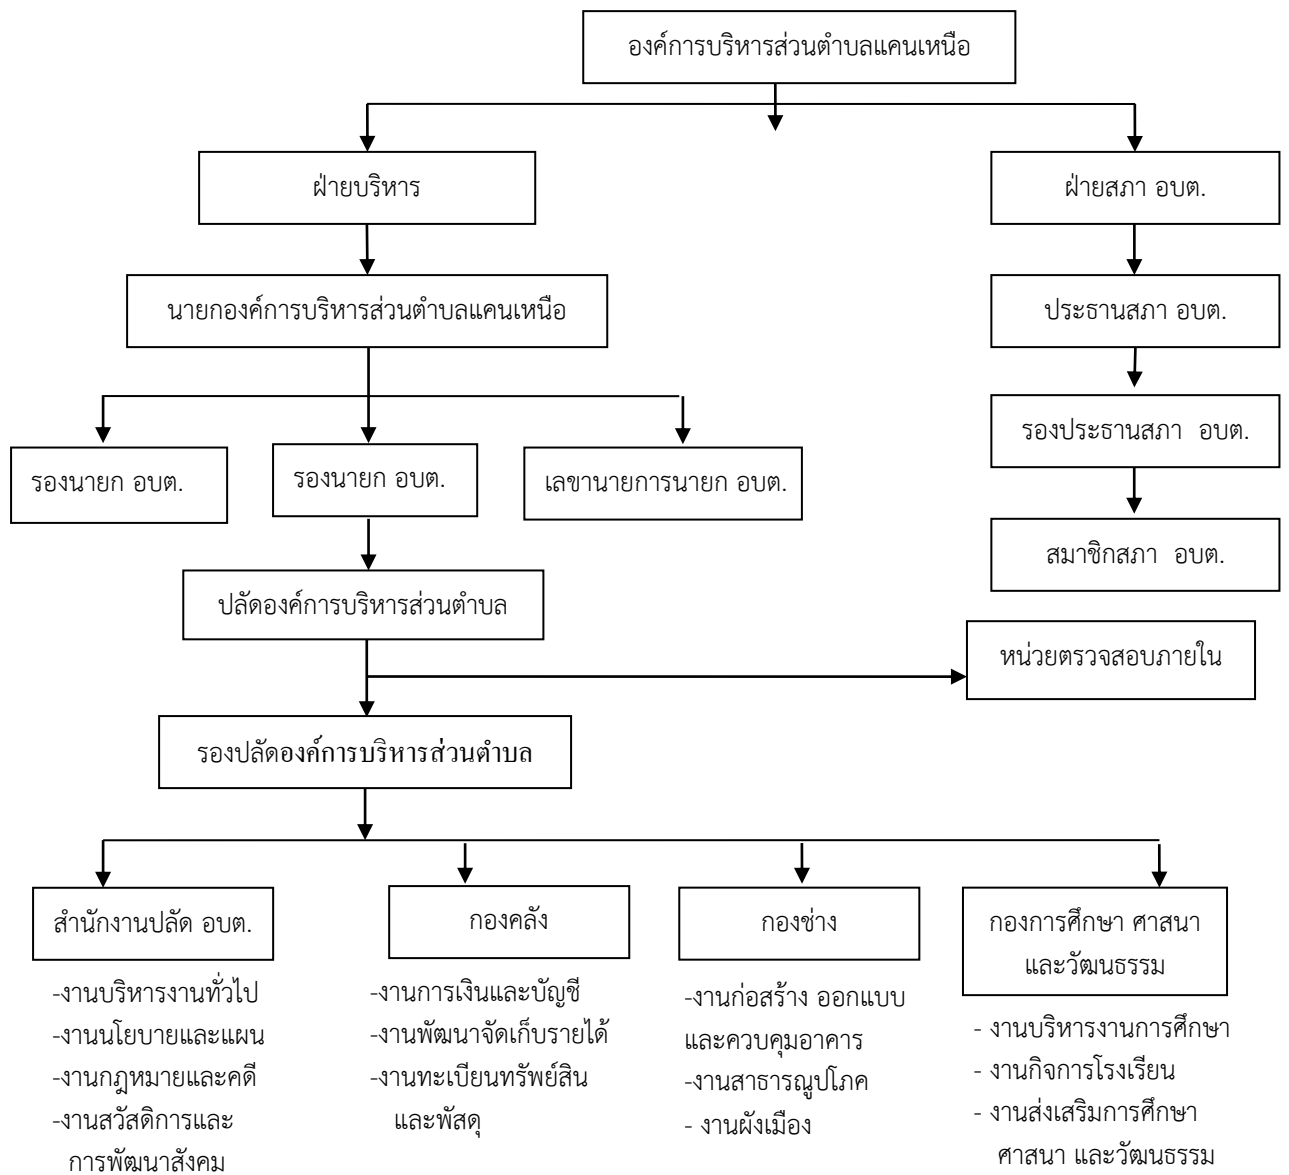 องค์การบริหารส่วนตำบลแคนเหนือ
ฝ่ายบริหาร
ฝ่ายสภา อบต.
นายกองค์การบริหารส่วนตำบลแคนเหนือ
ประธานสภา อบต.
รองประธานสภา อบต.
รองนายก อบต.
รองนายก อบต.
เลขานายการนายก อบต.
สมาชิกสภา อบต.
ปลัดองค์การบริหารส่วนตำบล
หน่วยตรวจสอบภายใน
รองปลัดองค์การบริหารส่วนตำบล
สำนักงานปลัด อบต.
-งานบริหารงานทั่วไป
-งานนโยบายและแผน
-งานกฎหมายและคดี
-งานสวัสดิการและ
การพัฒนาสังคม
กองคลัง
-งานการเงินและบัญชี
-งานพัฒนาจัดเก็บรายได้
-งานทะเบียนทรัพย์สิน
และพัสดุ
กองช่าง
-งานก่อสร้าง ออกแบบ
และควบคุมอาคาร
-งานสาธารณูปโภค
- งานผังเมือง
กองการศึกษา ศาสนา
และวัฒนธรรม
- งานบริหารงานการศึกษา
- งานกิจการโรงเรียน
- งานส่งเสริมการศึกษา
ศาสนา และวัฒนธรรม